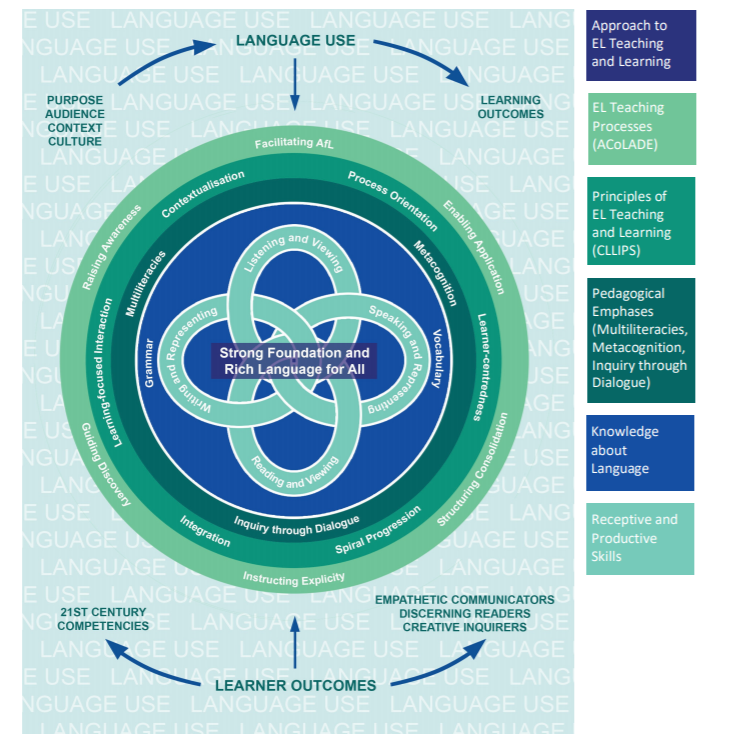 LANGUAGE USE
PURPOSE
AUDIENCE
CONTEXT
CULTURE
LEARNING
OUTCOMES
Facilitating AfL
Raising Awareness
Enabling Application
Guiding Discovery
Structuring Consolidation
Instructing Explicity
Contextualisation
Process Orientation
Learning-focused Interaction
Learner-centredness
Integration
Spiral Progression
Multiliteracies
Metacognition
Inquiry through Dialogue
Grammar
Vocabulary
Listening and Viewing
Writing and Representing
Speaking and Representing
Reading and Viewing
Strong Foundation and
Rich Language for All
21ST CENTURY
COMPETENCIES
EMPATHETIC COMMUNICATORS
DISCERNING READERS
CREATIVE INQUIRERS
LEARNER OUTCOMES
Approach to
EL Teaching
and Learning
EL Teaching
Processes
(ACoLADE)
Principles of
EL Teaching
and Learning
(CLLIPS)
Pedagogical
Emphases
(Multiliteracies,
Metacognition,
Inquiry through
Dialogue)
Knowledge
about
Language
Receptive and
Productive
Skills